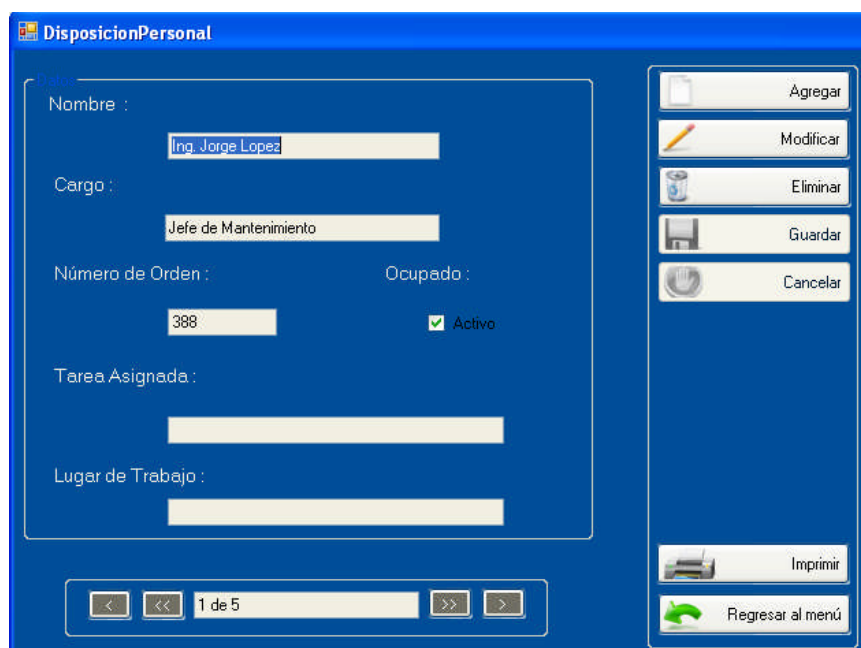 DisposicionPersonal
Nombre :
Ing. Jorge Lopez
Cargo :
Jefe de Mantenimiento
Número de Orden :
Ocupado :
388
Activo
Tarea Asignada :
Lugar de Trabajo :
<
<<
1 de 5
>>
>
Agregar
Modificar
Eliminar
Guardar
Cancelar
Imprimir
Regresar al menú